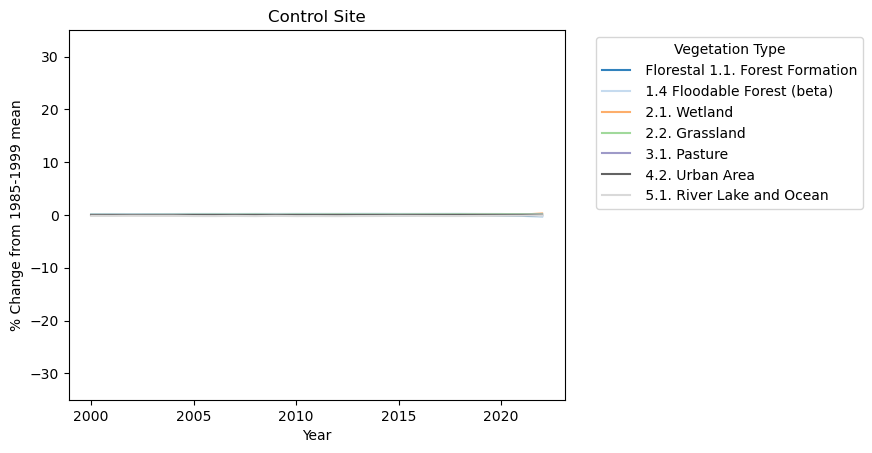 Control Site
% Change from 1985-1999 mean
30
20
10
0
−10
−20
−30
2000
2005
2010
2015
2020
Year
Vegetation Type
Florestal 1.1. Forest Formation
1.4 Floodable Forest (beta)
2.1. Wetland
2.2. Grassland
3.1. Pasture
4.2. Urban Area
5.1. River Lake and Ocean